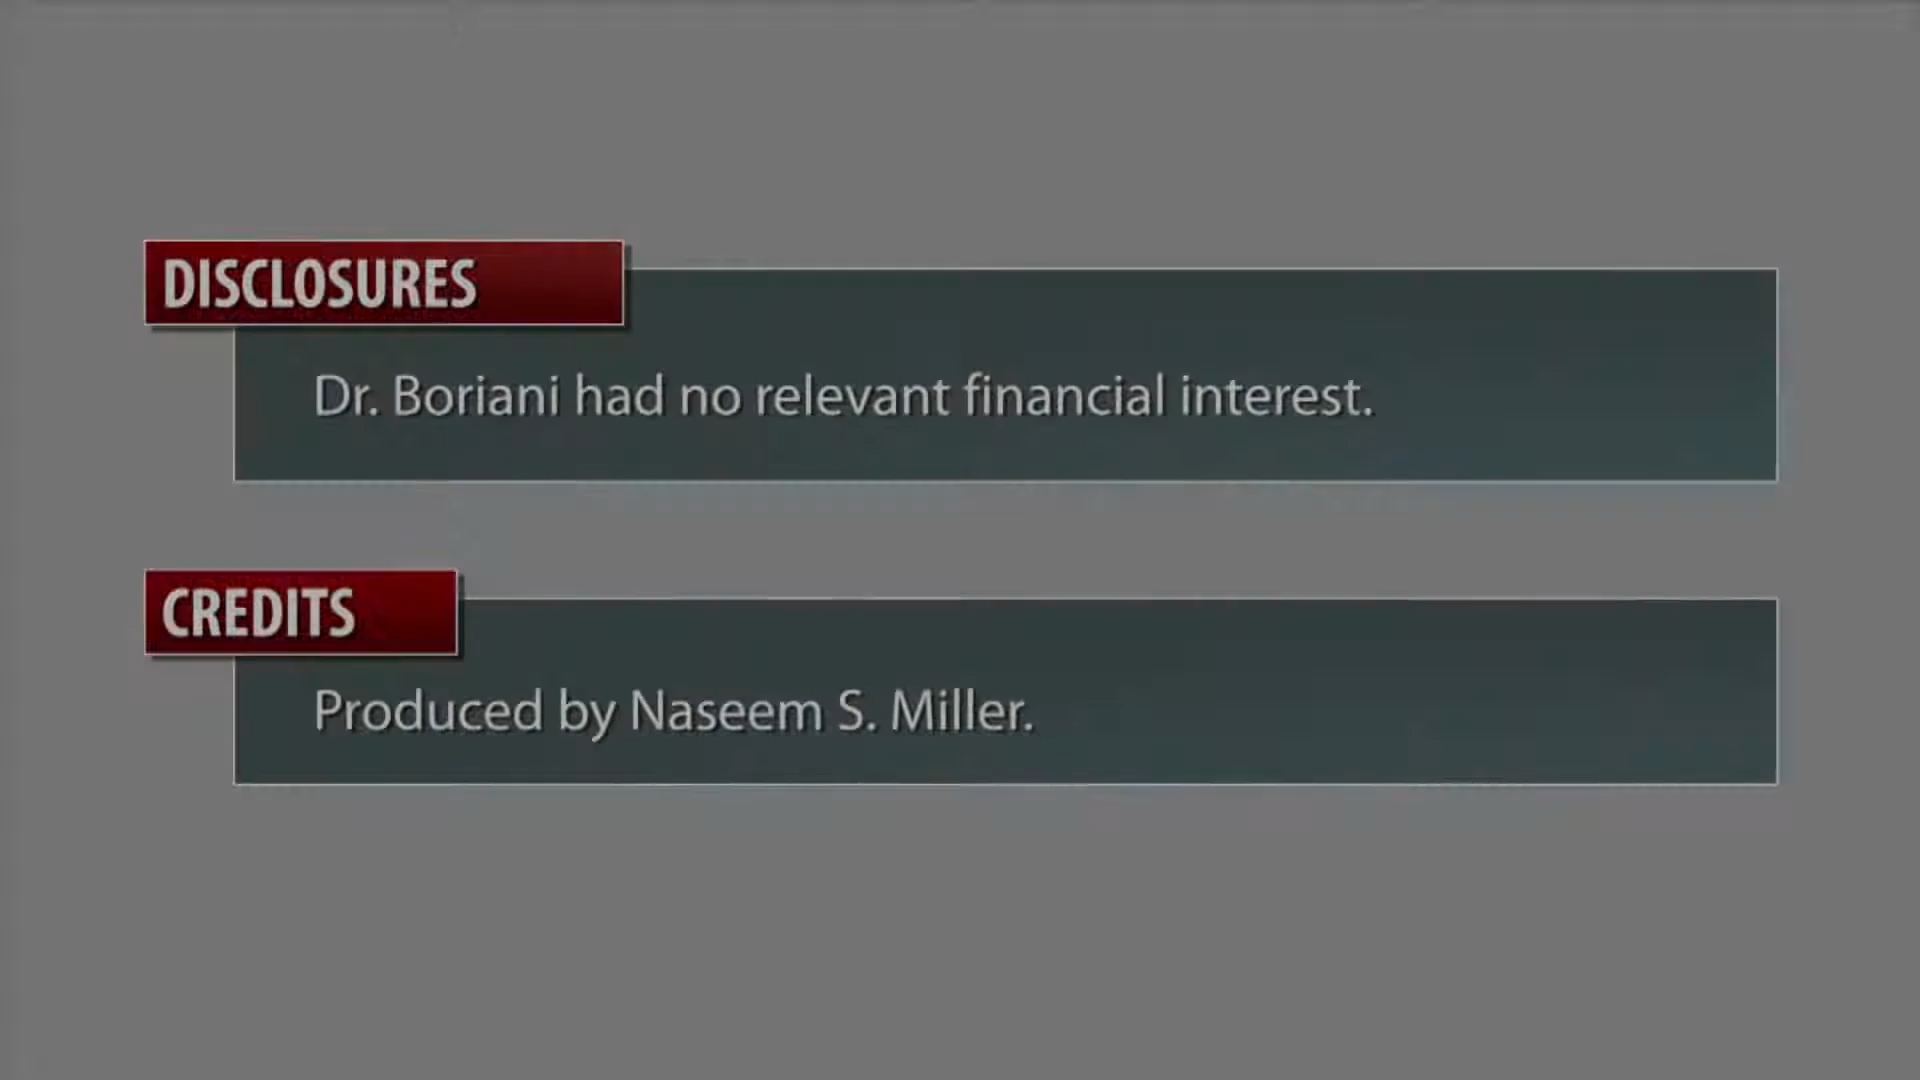 DISCLOSURES
Dr. Boriani had no relevant financial interest.
CREDITS
Produced by Naseem S. Miller.